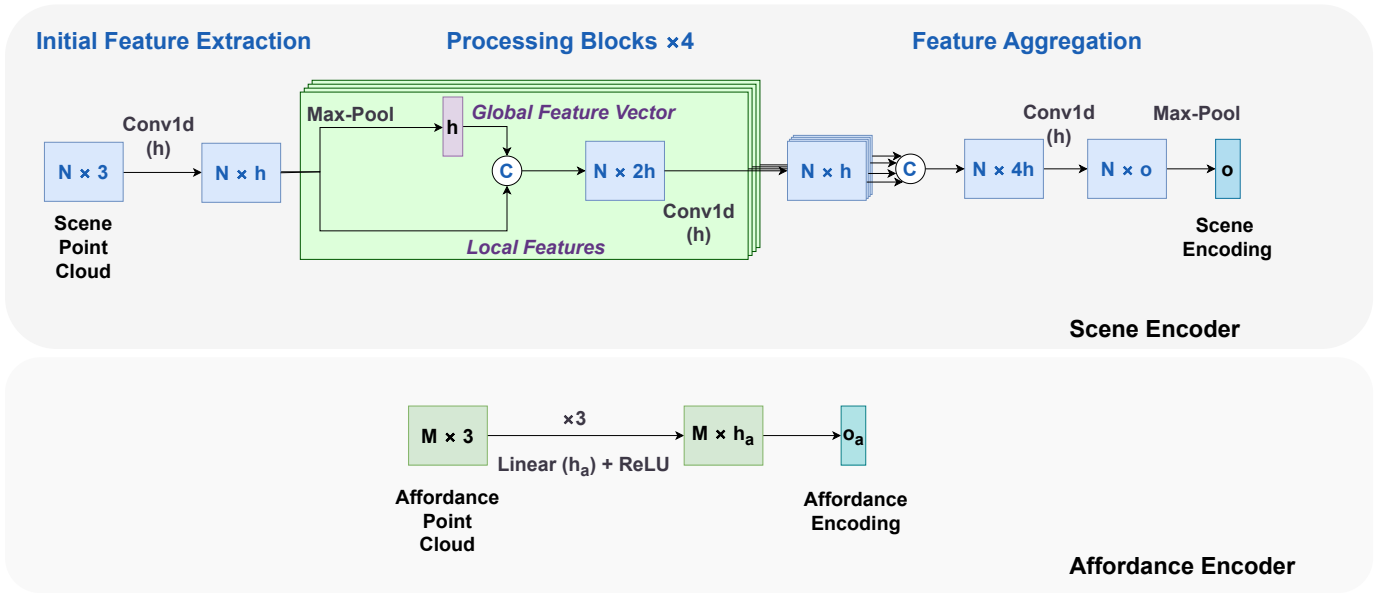 Initial Feature Extraction
Processing Blocks ×4
Feature Aggregation
Max-Pool
h
Global Feature Vector
Conv1d
(h)
Conv1d
(h)
Max-Pool
N × 3
N × h
C
N × 2h
N × h
C
N × 4h
N × o
o
Conv1d
(h)
Local Features
Scene
Point
Cloud
Scene
Encoding
Scene Encoder
M × 3
×3
Linear (hₐ) + ReLU
M × hₐ
oₐ
Affordance
Point
Cloud
Affordance
Encoding
Affordance Encoder